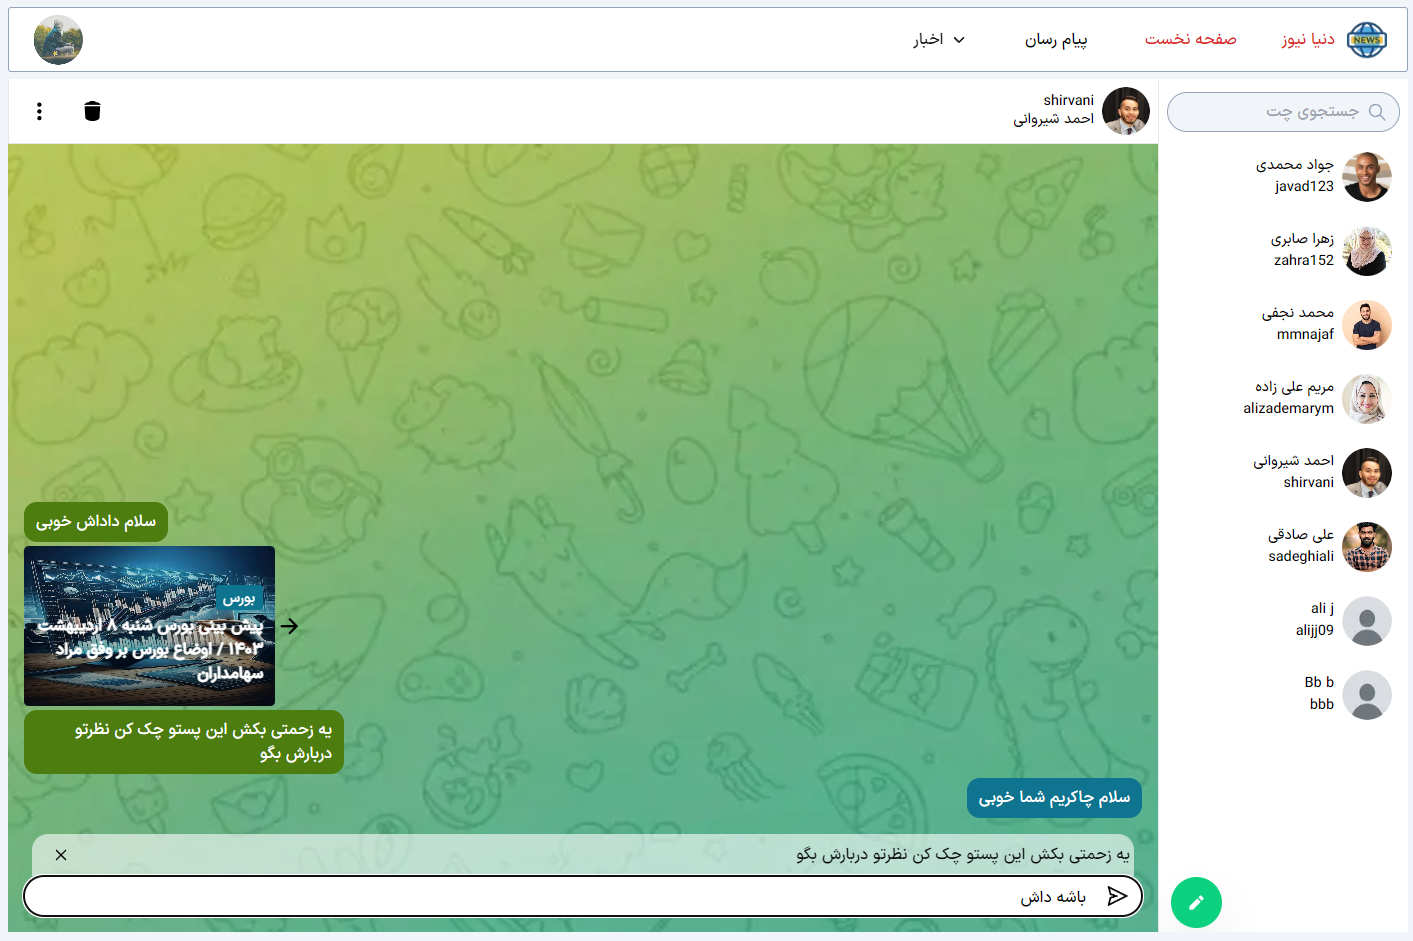 NEWS
دنیا نیوز
صفحه نخست
پیام رسان
اخبار
جستجوی چت
جواد محمدی
javad123
زهرا صابری
zahra152
محمد نجفی
mmnajaf
مریم علی زاده
alizademarym
احمد شیروانی
shirvani
علی صادقی
sadeghiali
ali j
alijj09
Bb b
bbb
shirvani
احمد شیروانی
سلام داداش خوبی
بورس
پیش بینی بورس شنبه ۸ اردیبهشت
۱۴۰۳ / اوضاع بورس بر وفق مراد
سهامداران
یه زحمتی بکش این پستو چک کن نظرتو
دربارش بگو
سلام چاکریم شما خوبی
یه زحمتی بکش این پستو چک کن نظرتو دربارش بگو
باشه داش